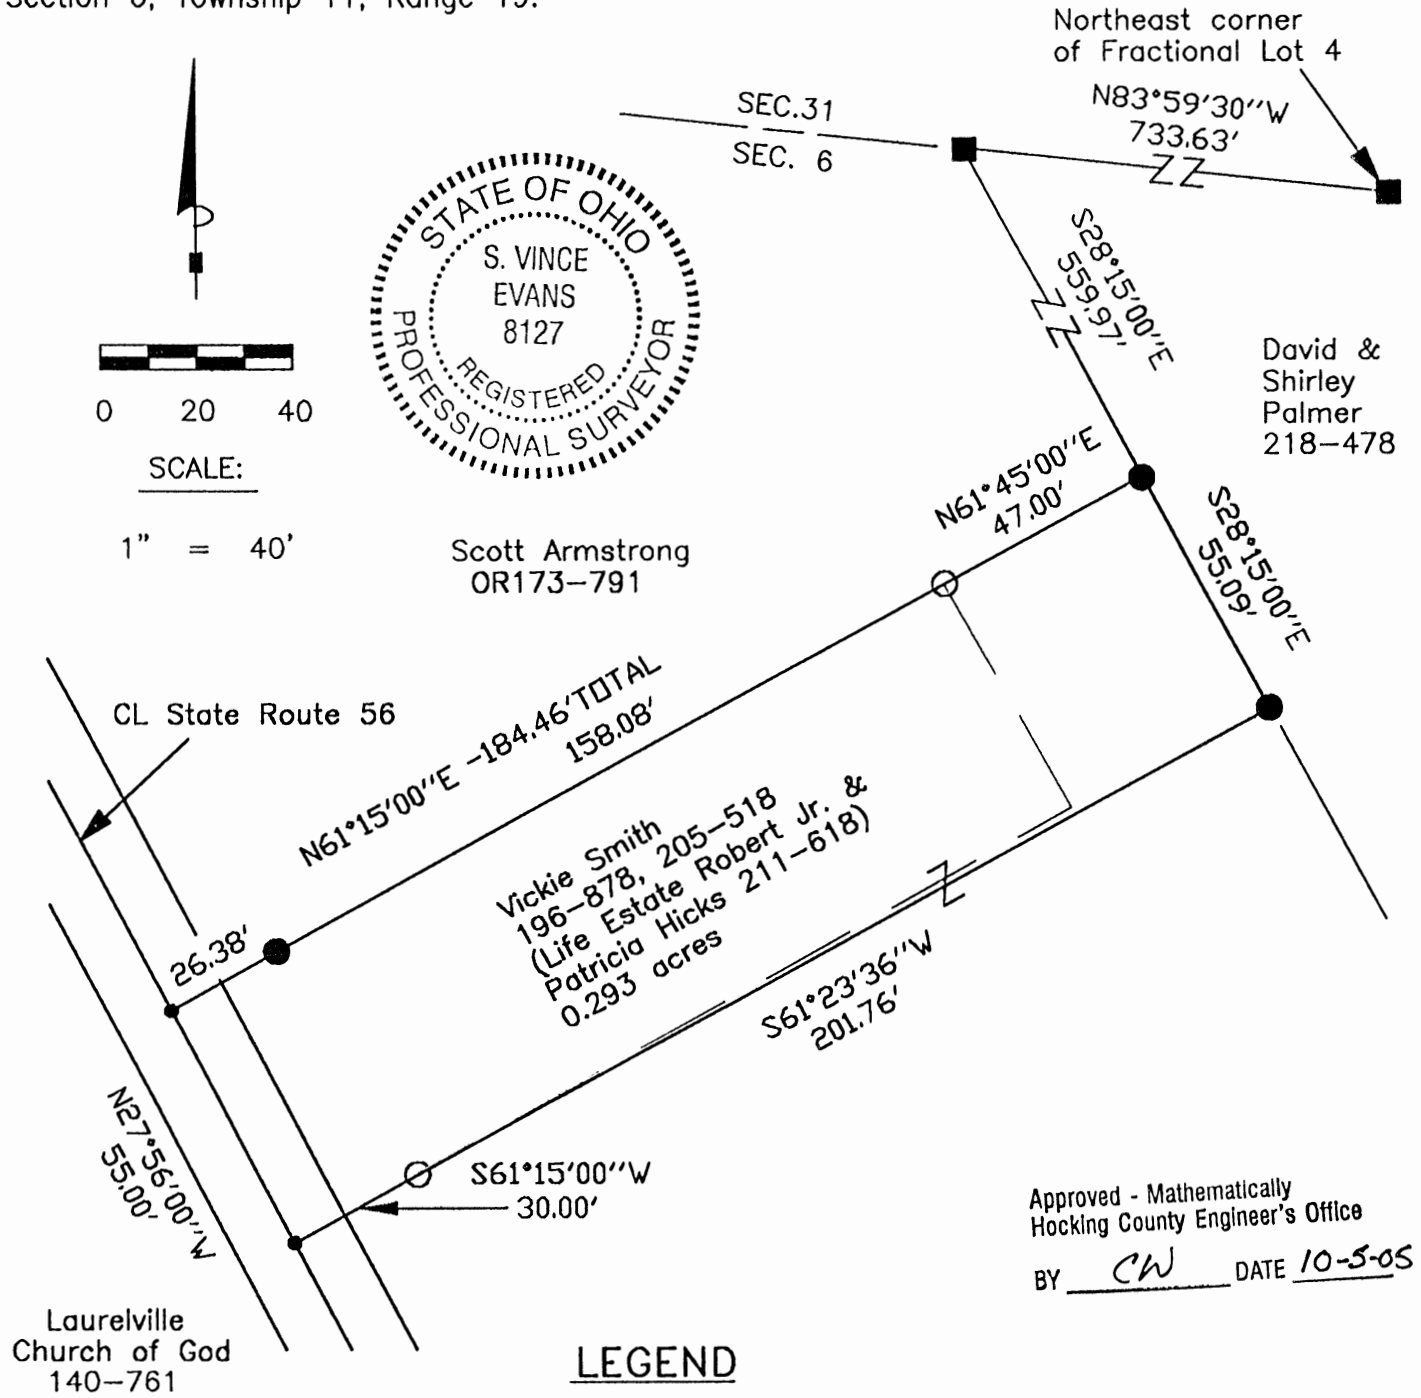 Section 6, Township 11, Range 19.
Northeast corner
of Fractional Lot 4
N83°59'30"W
733.63'
SEC.31
SEC. 6
STATE OF OHIO
S. VINCE
EVANS
8127
REGISTERED
PROFESSIONAL SURVEYOR
S28°15'00"E
559.97'
David &
Shirley
Palmer
218-478
0 20 40
SCALE:
1" = 40'
Scott Armstrong
OR173-791
N61°45'00"E
47.00'
S28°15'00"E
55.09'
CL State Route 56
N61°15'00"E -184.46'TOTAL
158.08'
26.38'
Vickie Smith
196-878, 205-518
(Life Estate Robert Jr. &
Patricia Hicks 211-618)
0.293 acres
S61°23'36"W
201.76'
N27°56'00"W
55.00'
S61°15'00"W
30.00'
Approved - Mathematically
Hocking County Engineer's Office
BY CW DATE 10-5-05
Laurelville
Church of God
140-761
LEGEND